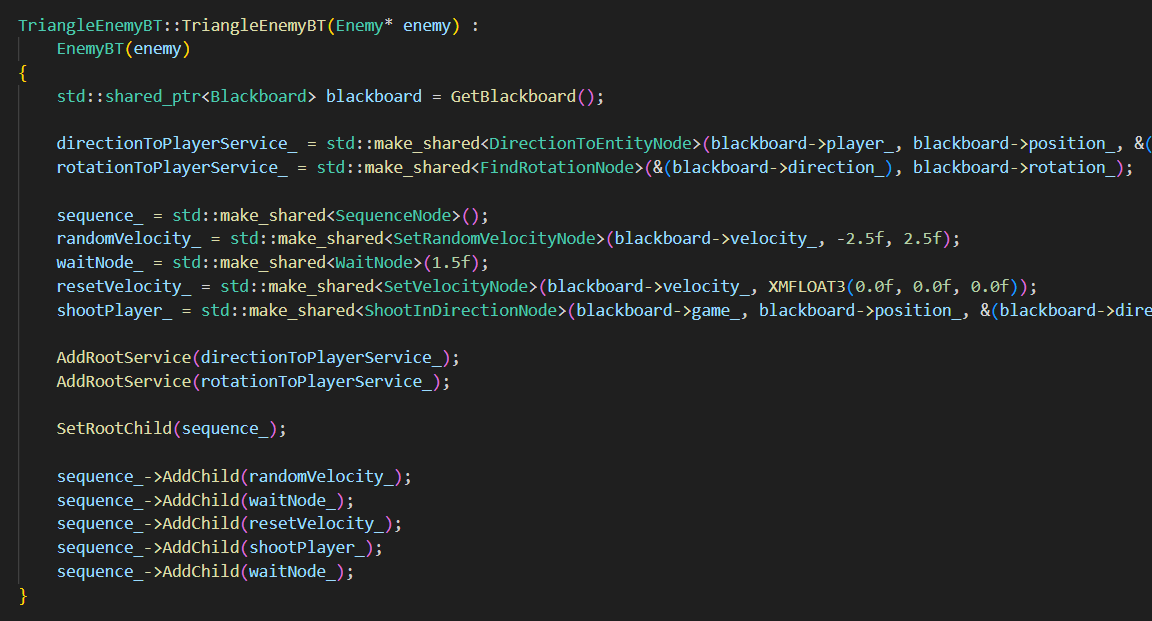 TriangleEnemyBT::TriangleEnemyBT(Enemy* enemy) :
    EnemyBT(enemy)
{
    std::shared_ptr<Blackboard> blackboard = GetBlackboard();

    directionToPlayerService_ = std::make_shared<DirectionToEntityNode>(blackboard->player_, blackboard->position_, &(
    rotationToPlayerService_ = std::make_shared<FindRotationNode>(&(blackboard->direction_), blackboard->rotation_);

    sequence_ = std::make_shared<SequenceNode>();
    randomVelocity_ = std::make_shared<SetRandomVelocityNode>(blackboard->velocity_, -2.5f, 2.5f);
    waitNode_ = std::make_shared<WaitNode>(1.5f);
    resetVelocity_ = std::make_shared<SetVelocityNode>(blackboard->velocity_, XMFLOAT3(0.0f, 0.0f, 0.0f));
    shootPlayer_ = std::make_shared<ShootInDirectionNode>(blackboard->game_, blackboard->position_, &(blackboard->dire

    AddRootService(directionToPlayerService_);
    AddRootService(rotationToPlayerService_);

    SetRootChild(sequence_);

    sequence_->AddChild(randomVelocity_);
    sequence_->AddChild(waitNode_);
    sequence_->AddChild(resetVelocity_);
    sequence_->AddChild(shootPlayer_);
    sequence_->AddChild(waitNode_);
}